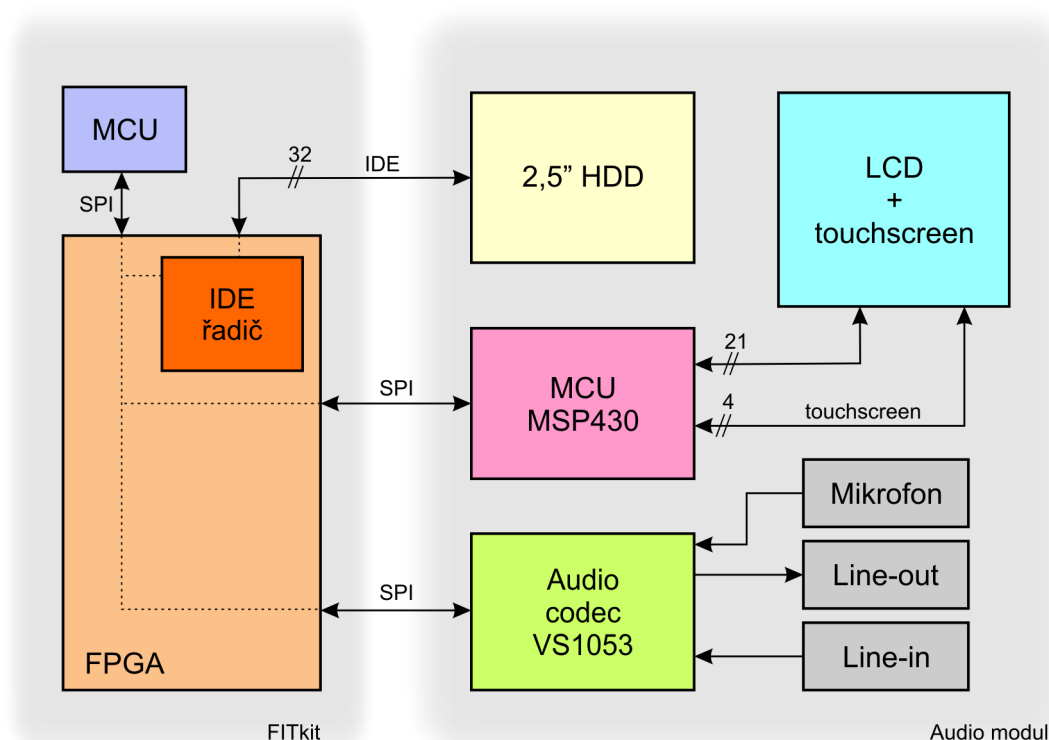 MCU
SPI
32
IDE
2,5” HDD
LCD
+
touchscreen
IDE
řadič
SPI
MCU
MSP430
21
4
touchscreen
Mikrofon
SPI
Audio
codec
VS1053
Line-out
Line-in
FPGA
FITkit
Audio modul